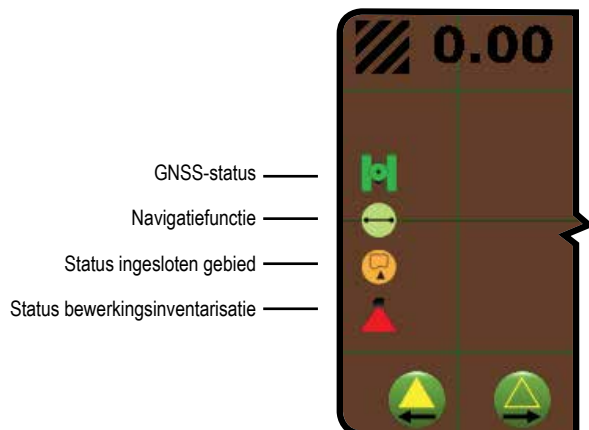 0.00
GNSS-status
Navigatiefunctie
Status ingesloten gebied
Status bewerkingsinventarisatie